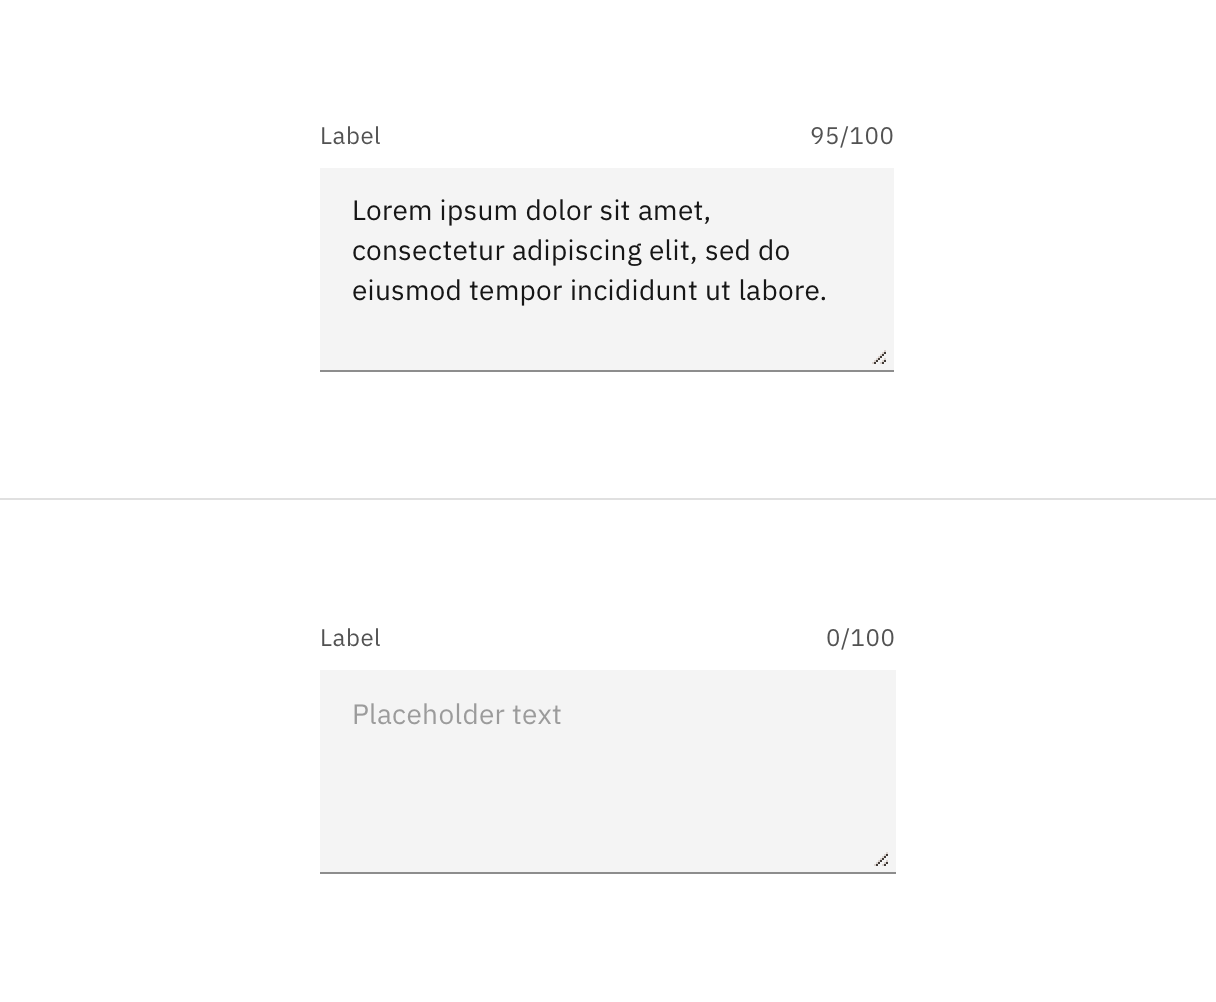 Label
95/100
Lorem ipsum dolor sit amet,
consectetur adipiscing elit, sed do
eiusmod tempor incididunt ut labore.
Label
0/100
Placeholder text